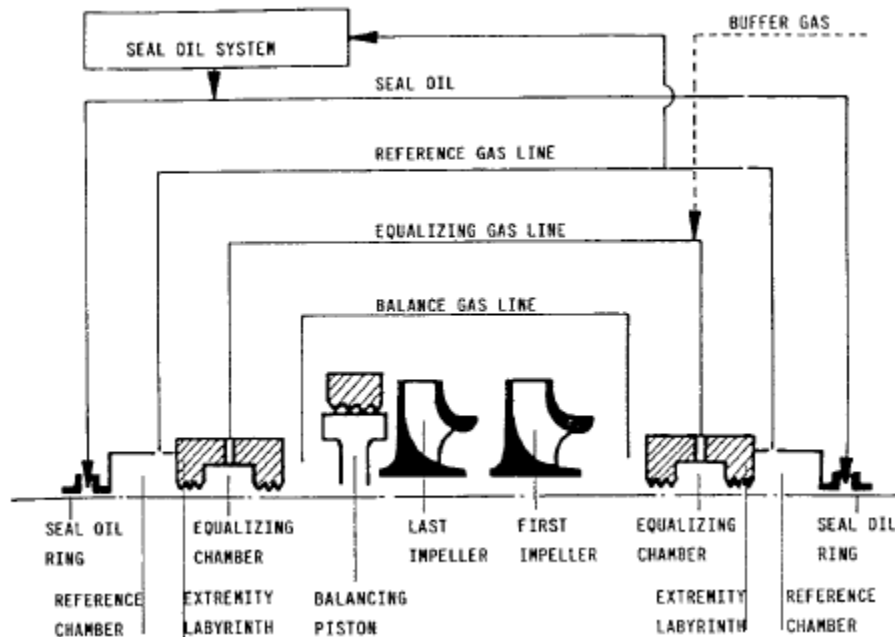 BUFFER GAS
SEAL OIL SYSTEM
SEAL OIL
REFERENCE GAS LINE
EQUALIZING GAS LINE
BALANCE GAS LINE
SEAL OIL
RING
EQUALIZING
CHAMBER
LAST
IMPELLER
FIRST
IMPELLER
EQUALIZING
CHAMBER
SEAL OIL
RING
REFERENCE
CHAMBER
EXTREMITY
LABYRINTH
BALANCING
PISTON
EXTREMITY
LABYRINTH
REFERENCE
CHAMBER